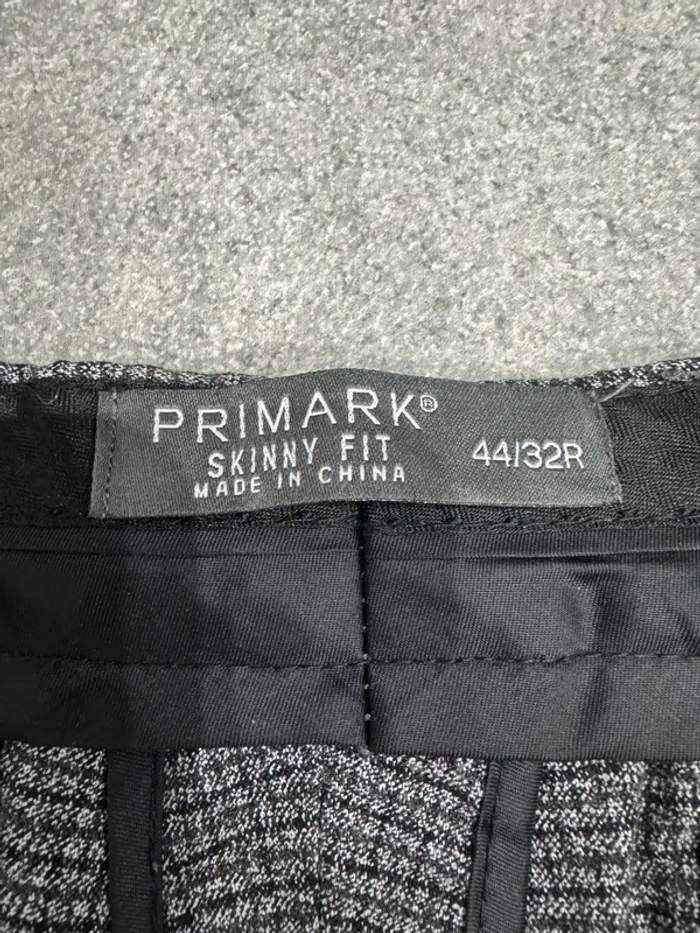 PRIMARK®
SKINNY FIT
MADE IN CHINA
44/32R